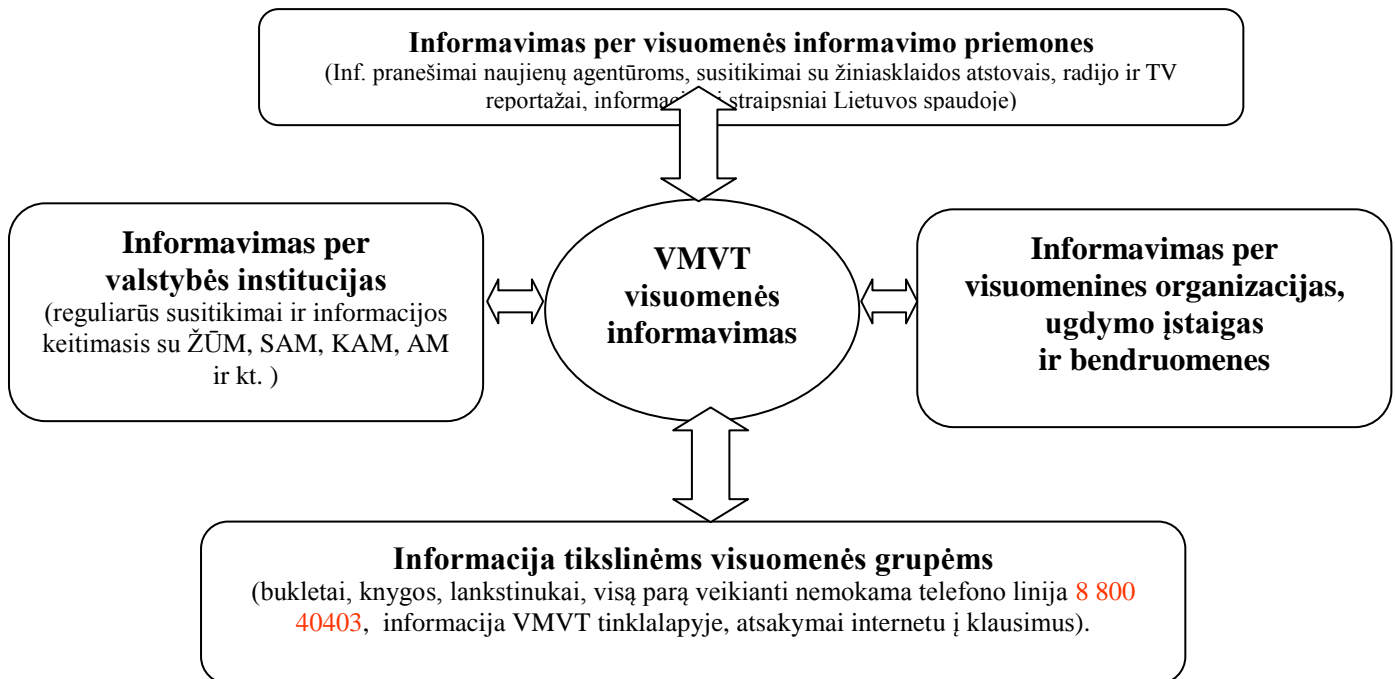 Informavimas per visuomenės informavimo priemones
(Inf. pranešimai naujienų agentūroms, susitikimai su žiniasklaidos atstovais, radijo ir TV
reportažai, straipsniai Lietuvos spaudoje)
Informavimas per
valstybės institucijas
(reguliarūs susitikimai ir informacijos
keitimasis su ŽŪM, SAM, KAM, AM
ir kt. )
VMVT
visuomenės
informavimas
Informavimas per
visuomenines organizacijas,
ugdymo įstaigas
ir bendruomenes
Informacija tikslinėms visuomenės grupėms
(bukletai, knygos, lankstinukai, visą parą veikianti nemokama telefono linija 8 800
40403, informacija VMVT tinklalapyje, atsakymai internetu į klausimus).